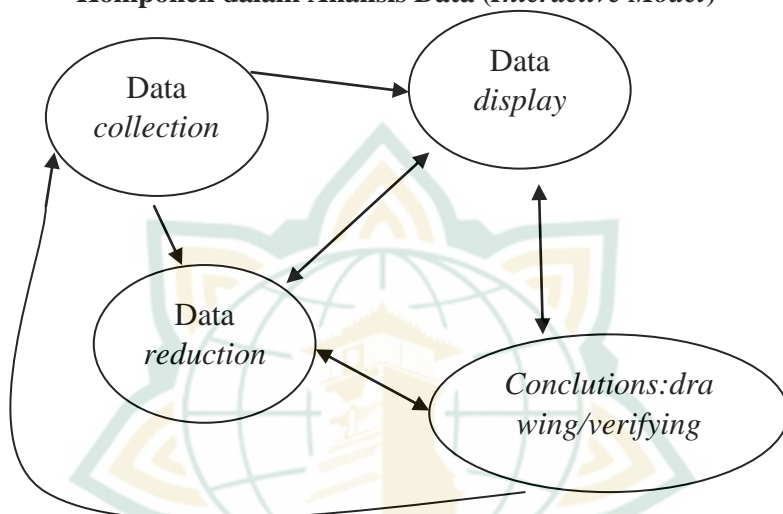 Komponen dalam Analisis Data (Interactive Model)
Data
collection
Data
display
Data
reduction
Conclutions:dra
wing/verifying